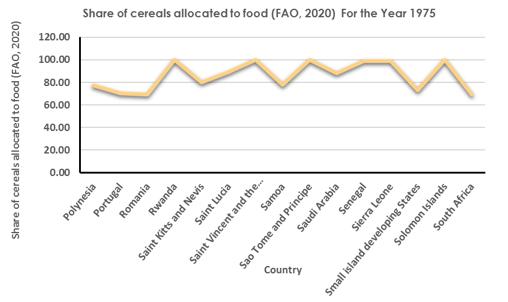 Share of cereals allocated to food (FAO, 2020) For the Year 1975
Share of cereals allocated to food (FAO, 2020)
120.00
100.00
80.00
60.00
40.00
20.00
0.00
Polynesia
Portugal
Romania
Rwanda
Saint Kitts and Nevis
Saint Lucia
Saint Vincent and the...
Samoa
Sao Tome and Principe
Saudi Arabia
Senegal
Sierra Leone
Small island developing States
Solomon Islands
South Africa
Country